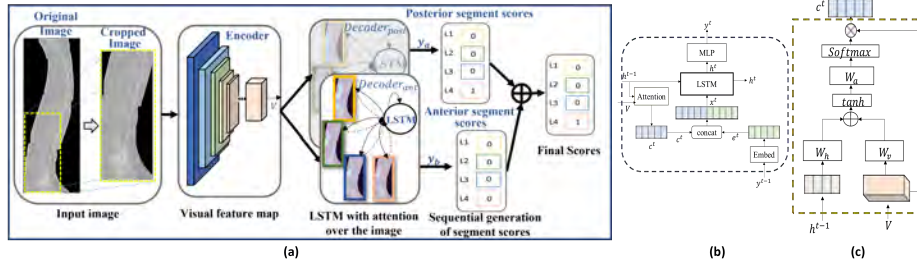 Original Image
Cropped Image
Input image
Encoder
V
Visual feature map
Decoder_post
LSTM
Decoder_ant
LSTM
LSTM with attention over the image
y_a
y_b
Posterior segment scores
L1 0
L2 0
L3 0
L4 1
Anterior segment scores
L1 0
L2 0
L3 0
L4 0
Sequential generation of segment scores
⊕
L1 0
L2 0
L3 0
L4 1
Final Scores
(a)
y^t
MLP
h^t
h^{t-1}
LSTM
h^t
V
Attention
x^t
c^t
c^t
concat
e^t
Embed
y^{t-1}
(b)
c^t
⊗
Softmax
W_a
tanh
⊕
W_h
W_v
h^{t-1}
V
(c)